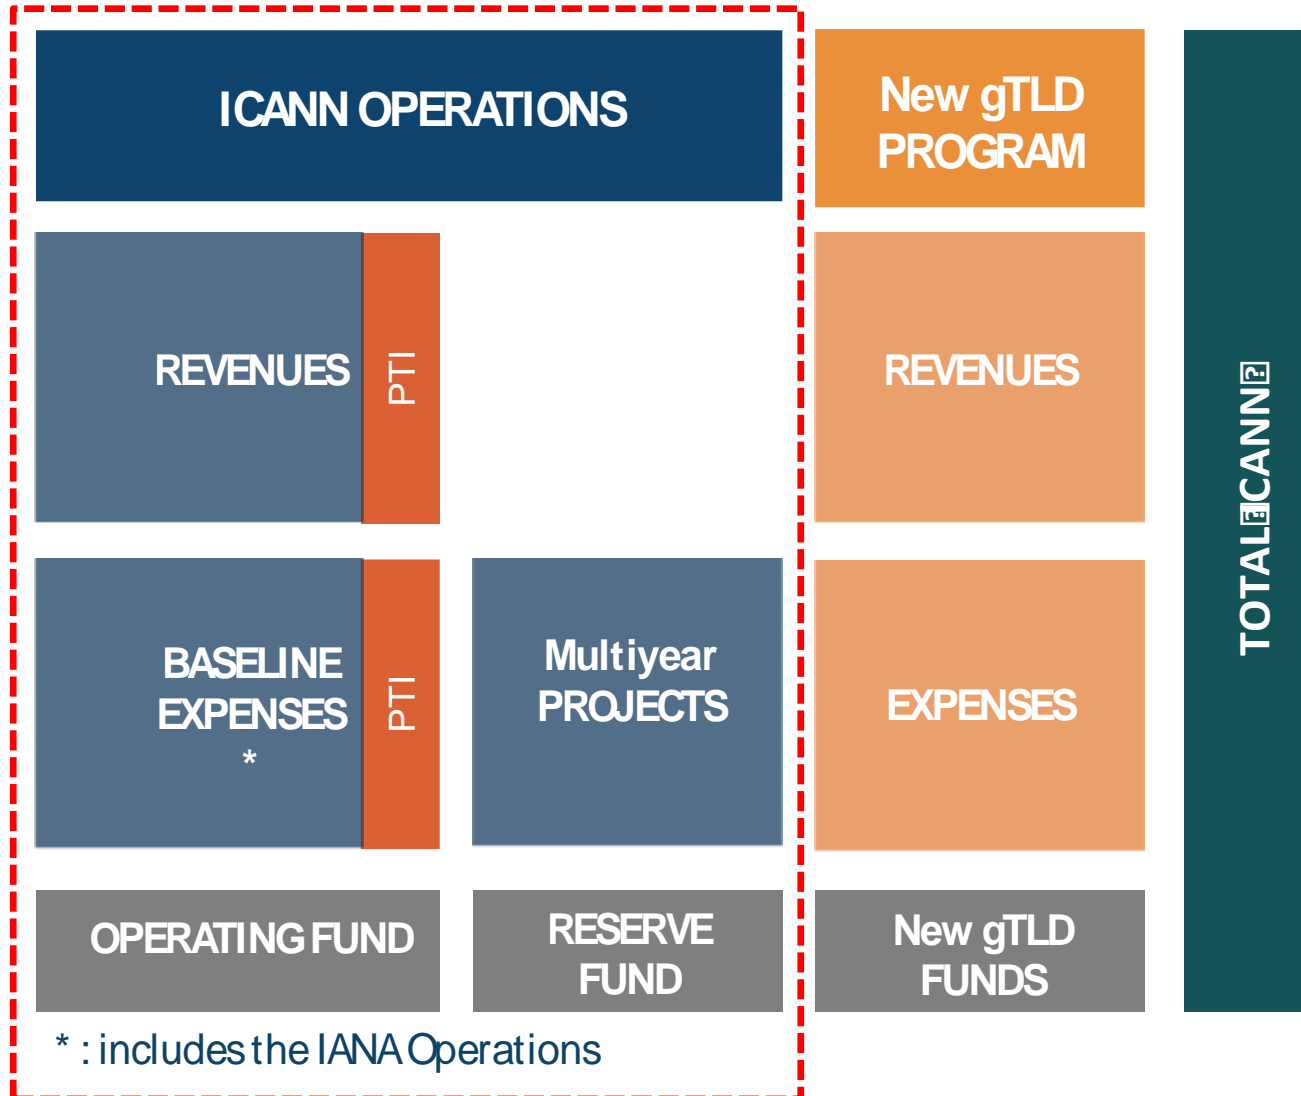 ICANN OPERATIONS
New gTLD
PROGRAM
REVENUES
PTI
REVENUES
BASELINE
EXPENSES
*
PTI
Multiyear
PROJECTS
EXPENSES
OPERATING FUND
RESERVE
FUND
New gTLD
FUNDS
* : includes the IANA Operations
TOTAL⍰ICANN⍰